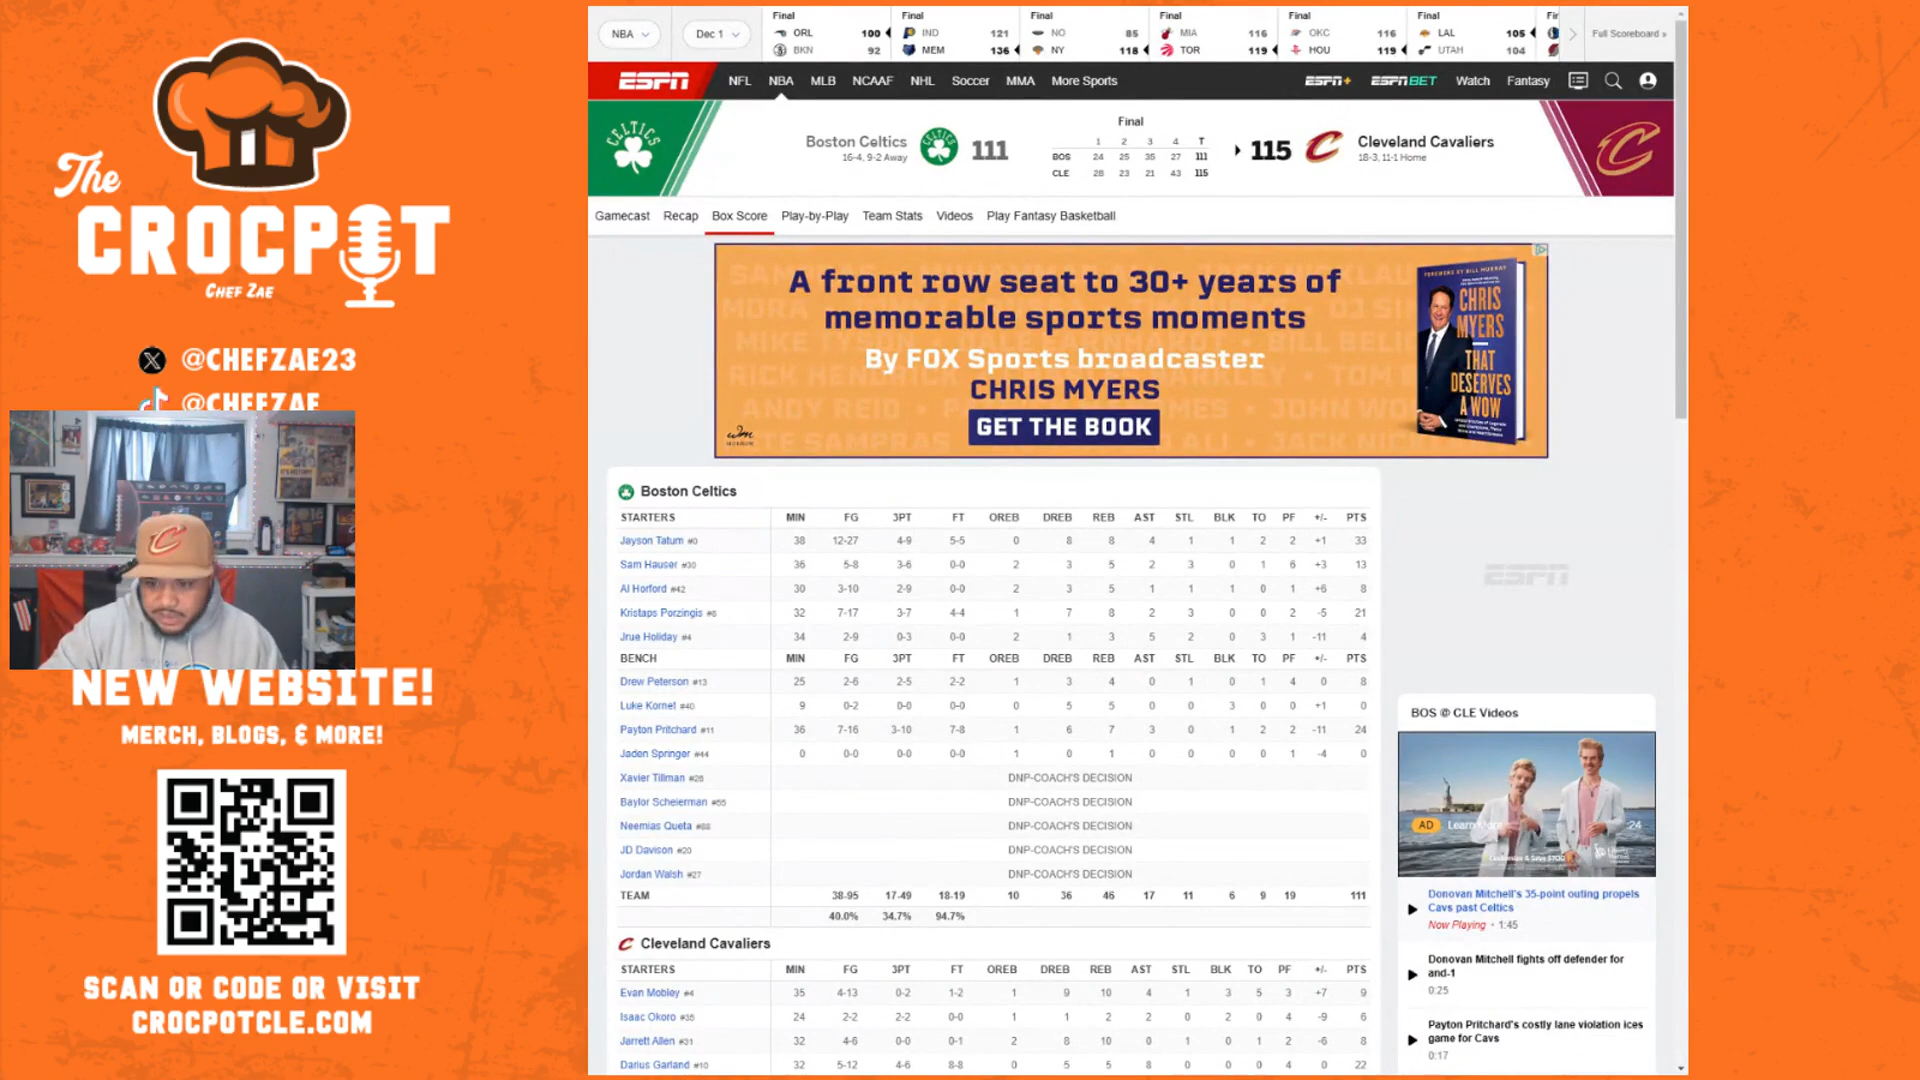 The
CROCPOT
CHEF ZAE
@CHEFZAE23
@CHEFZAE
NEW WEBSITE!
MERCH, BLOGS, & MORE!
SCAN QR CODE OR VISIT
CROCPOTCLE.COM
NBA Dec 1
Final Final Final Final Final Final
ORL 100 IND 121 NO 85 MIA 116 OKC 116 LAL 105
BKN 92 MEM 136 NY 118 TOR 119 HOU 119 UTAH 104
Full Scoreboard »
ESPN NFL NBA MLB NCAAF NHL Soccer MMA More Sports ESPN+ ESPN BET Watch Fantasy
CELTICS
Final
Boston Celtics 111
16-4, 9-2 Away
1 2 3 4 T
BOS 24 25 35 27 111
CLE 28 23 21 43 115
115 Cleveland Cavaliers
18-3, 11-1 Home
Gamecast Recap Box Score Play-by-Play Team Stats Videos Play Fantasy Basketball
A front row seat to 30+ years of
memorable sports moments
By FOX Sports broadcaster
CHRIS MYERS
GET THE BOOK
FOREWORD BY BILL MURRAY
CHRIS
MYERS
THAT
DESERVES
A WOW
Boston Celtics
STARTERS MIN FG 3PT FT OREB DREB REB AST STL BLK TO PF +/- PTS
Jayson Tatum #0 38 12-27 4-9 5-5 0 8 8 4 1 1 2 2 +1 33
Sam Hauser #30 36 5-8 3-6 0-0 2 3 5 2 3 0 1 6 +3 13
Al Horford #42 30 3-10 2-9 0-0 2 3 5 1 1 1 0 1 +6 8
Kristaps Porzingis #8 32 7-17 3-7 4-4 1 7 8 2 3 0 0 2 -5 21
Jrue Holiday #4 34 2-9 0-3 0-0 2 1 3 5 2 0 3 1 -11 4
BENCH MIN FG 3PT FT OREB DREB REB AST STL BLK TO PF +/- PTS
Drew Peterson #13 25 2-6 2-5 2-2 1 3 4 0 1 0 1 4 0 8
Luke Kornet #40 9 0-2 0-0 0-0 0 5 5 0 0 3 0 0 +1 0
Payton Pritchard #11 36 7-16 3-10 7-8 1 6 7 3 0 1 2 2 -11 24
Jaden Springer #44 0 0-0 0-0 0-0 1 0 1 0 0 0 0 1 -4 0
Xavier Tillman #26 DNP-COACH'S DECISION
Baylor Scheierman #55 DNP-COACH'S DECISION
Neemias Queta #88 DNP-COACH'S DECISION
JD Davison #20 DNP-COACH'S DECISION
Jordan Walsh #27 DNP-COACH'S DECISION
TEAM 38-95 17-49 18-19 10 36 46 17 11 6 9 19 111
40.0% 34.7% 94.7%
Cleveland Cavaliers
STARTERS MIN FG 3PT FT OREB DREB REB AST STL BLK TO PF +/- PTS
Evan Mobley #4 35 4-13 0-2 1-2 1 9 10 4 1 3 5 3 +7 9
Isaac Okoro #35 24 2-2 2-2 0-0 1 1 2 2 0 2 0 4 -9 6
Jarrett Allen #31 32 4-6 0-0 0-1 2 8 10 0 1 0 1 2 -6 8
Darius Garland #10 32 5-12 4-6 8-8 0 5 5 8 0 0 0 4 0 22
ESPN
BOS @ CLE Videos
AD Learn More :24
Donovan Mitchell's 35-point outing propels
Cavs past Celtics
Now Playing • 1:45
Donovan Mitchell fights off defender for
and-1
0:25
Payton Pritchard's costly lane violation ices
game for Cavs
0:17